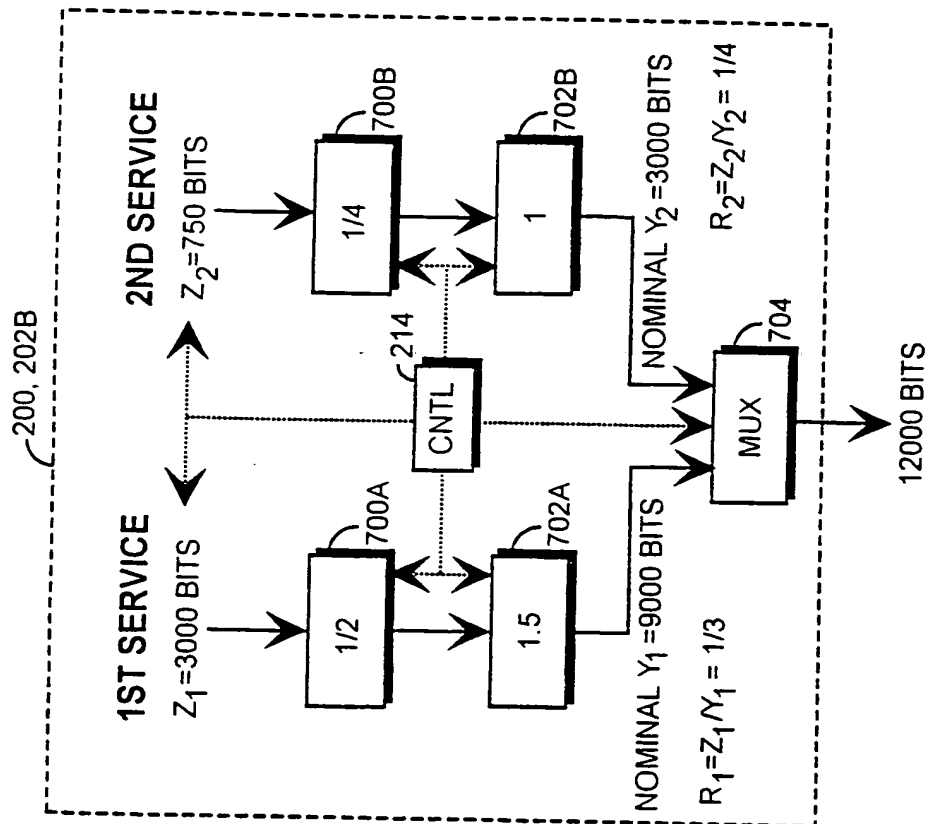 200, 202B
1ST SERVICE
Z1=3000 BITS
2ND SERVICE
Z2=750 BITS
700A
1/2
700B
1/4
214
CNTL
702A
1.5
702B
1
NOMINAL Y1=9000 BITS
R1=Z1/Y1 = 1/3
NOMINAL Y2=3000 BITS
R2=Z2/Y2 = 1/4
704
MUX
12000 BITS